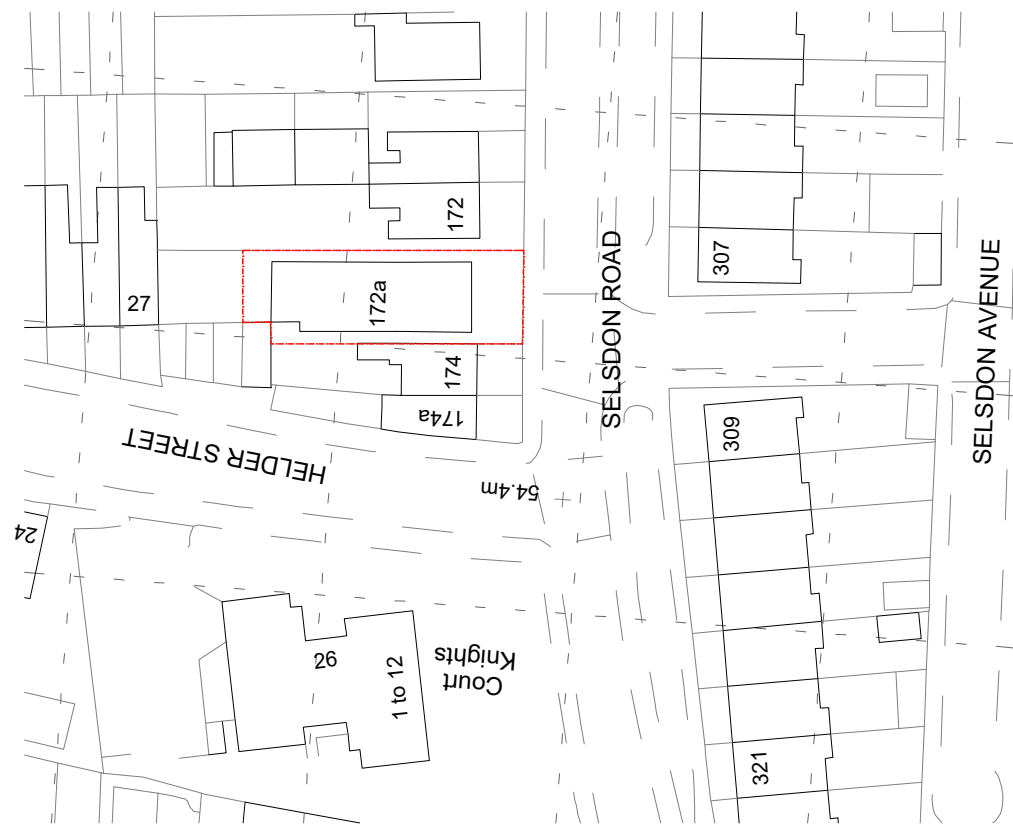 172
307
27
172a
SELSDON ROAD
SELSDON AVENUE
174
174a
309
HELDER STREET
54.4m
24
26
1 to 12
Knights
Court
321